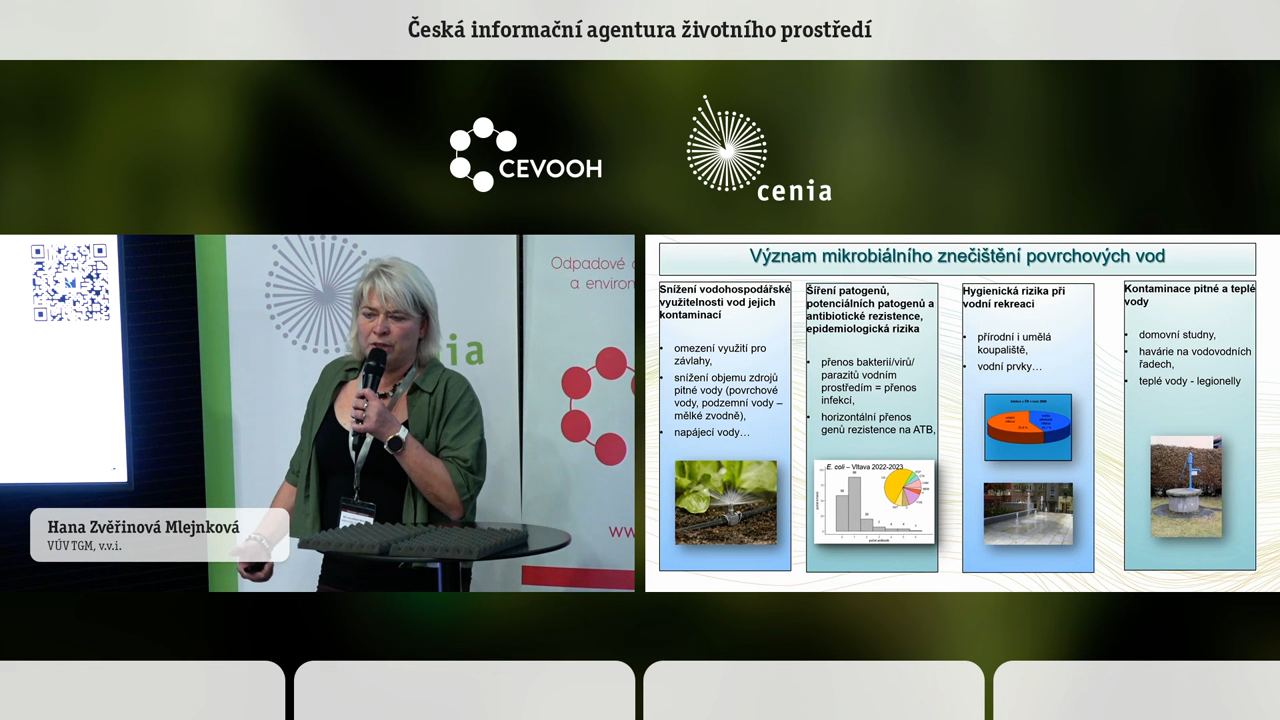 Česká informační agentura životního prostředí
CEVOOH
cenia
Odpadové
a environ
ia
ww
Hana Zvěřinová Mlejnková
VÚV TGM, v.v.i.
Význam mikrobiálního znečištění povrchových vod
Snížení vodohospodářské
využitelnosti vod jejich
kontaminací
• omezení využití pro
závlahy,
• snížení objemu zdrojů
pitné vody (povrchové
vody, podzemní vody –
mělké zvodně),
• napájecí vody…
Šíření patogenů,
potenciálních patogenů a
antibiotické rezistence,
epidemiologická rizika
• přenos bakterií/virů/
parazitů vodním
prostředím = přenos
infekcí,
• horizontální přenos
genů rezistence na ATB,
E. coli – Vltava 2022-2023
Hygienická rizika při
vodní rekreaci
• přírodní i umělá
koupaliště,
• vodní prvky…
Kontaminace pitné a teplé
vody
• domovní studny,
• havárie na vodovodních
řadech,
• teplé vody - legionelly